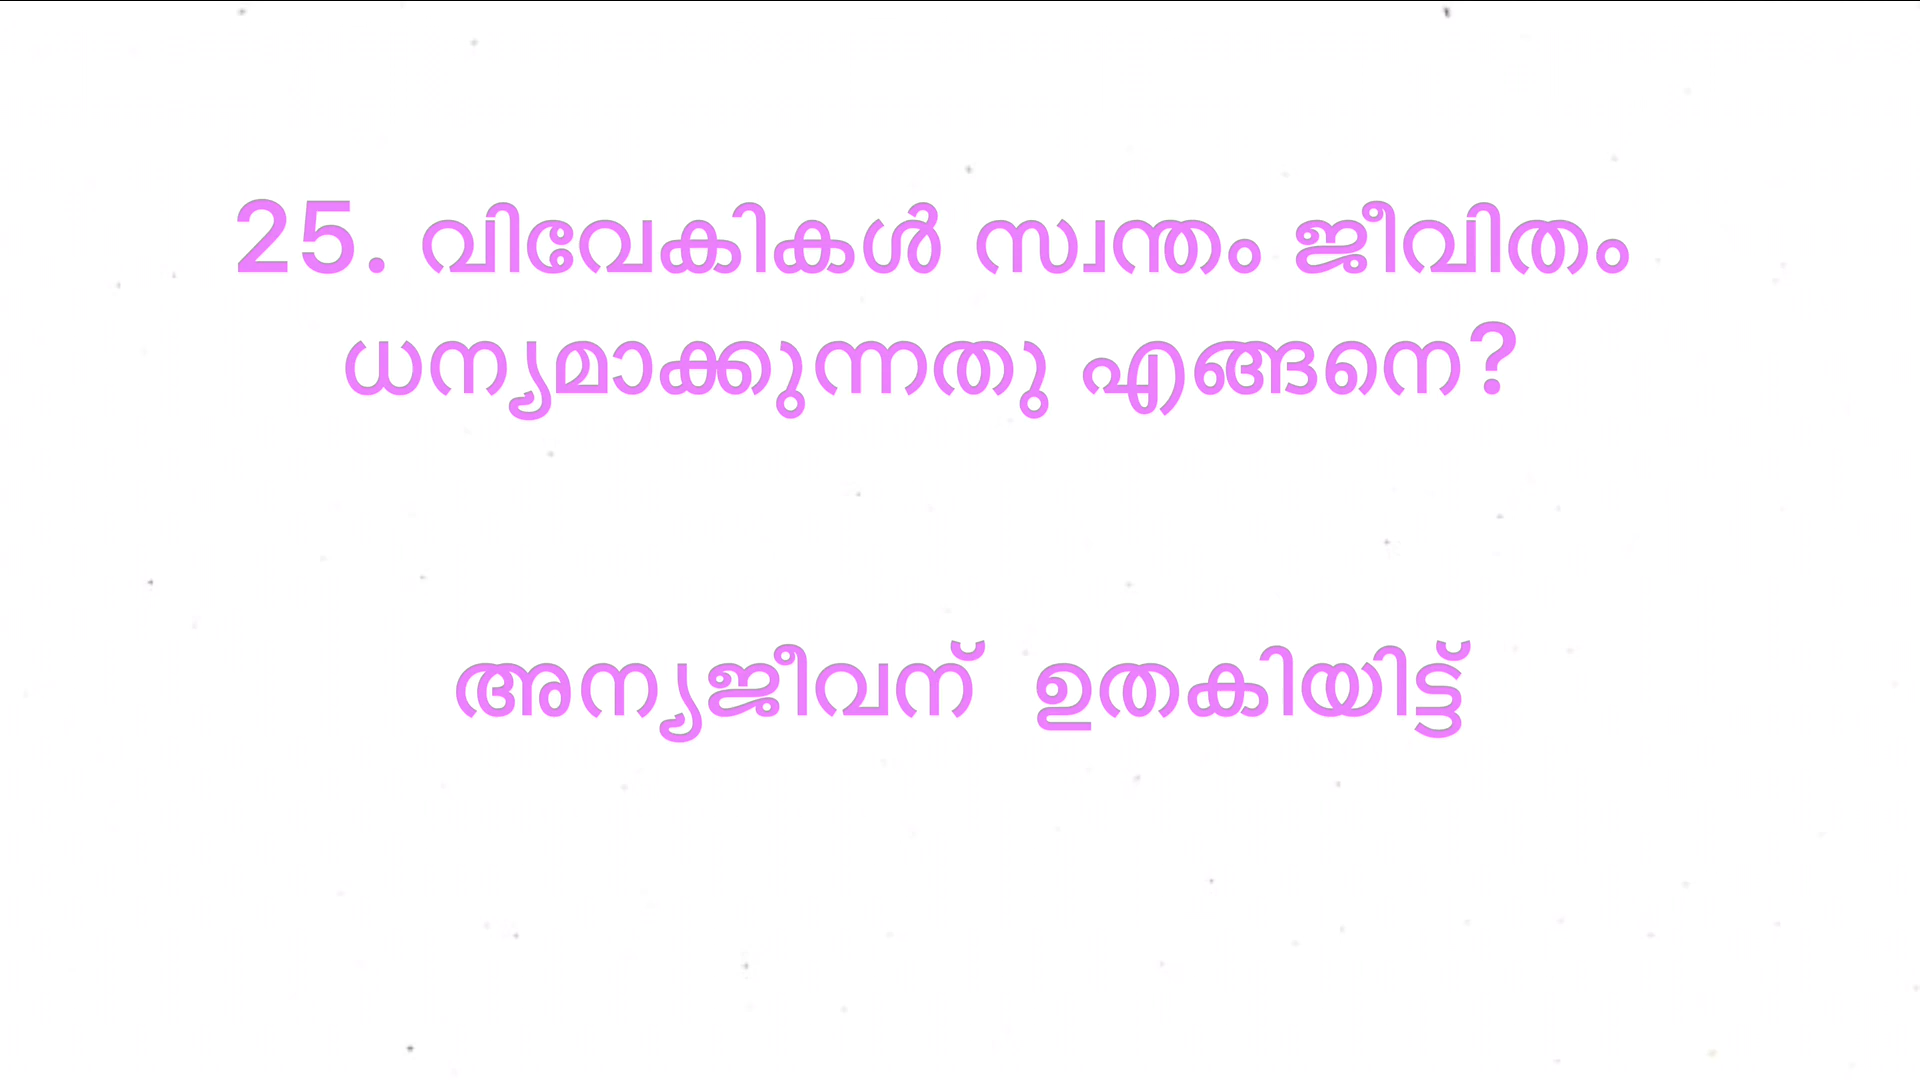 25. വിവേകികൾ സ്വന്തം ജീവിതം
ധന്യമാക്കുന്നതു എങ്ങനെ?
അന്യജീവന് ഉതകിയിട്ട്